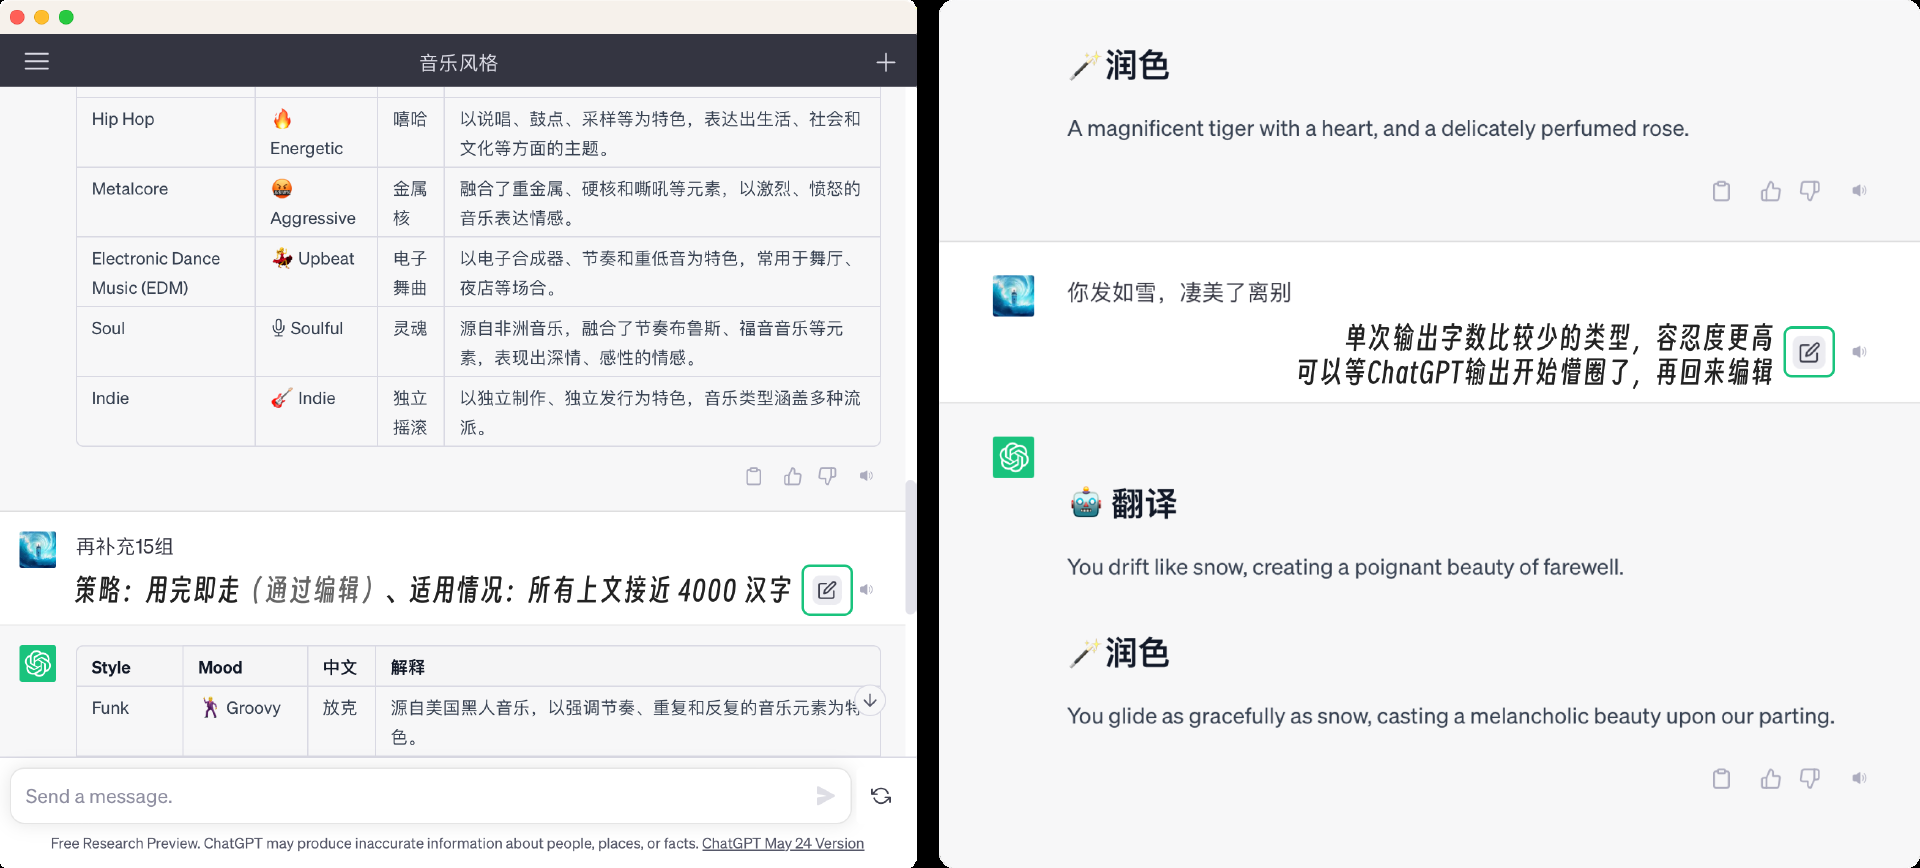 音乐风格
Hip Hop
🔥
Energetic
嘻哈
以说唱、鼓点、采样等为特色，表达出生活、社会和
文化等方面的主题。
Metalcore
🤬
Aggressive
金属
核
融合了重金属、硬核和嘶吼等元素，以激烈、愤怒的
音乐表达情感。
Electronic Dance
Music (EDM)
💃 Upbeat
电子
舞曲
以电子合成器、节奏和重低音为特色，常用于舞厅、
夜店等场合。
Soul
🎙 Soulful
灵魂
源自非洲音乐，融合了节奏布鲁斯、福音音乐等元
素，表现出深情、感性的情感。
Indie
🎸 Indie
独立
摇滚
以独立制作、独立发行为特色，音乐类型涵盖多种流
派。
再补充15组
策略：用完即走（通过编辑）、适用情况：所有上文接近 4000 汉字
Style
Mood
中文
解释
Funk
🕺 Groovy
放克
源自美国黑人音乐，以强调节奏、重复和反复的音乐元素为特
色。
Send a message.
Free Research Preview. ChatGPT may produce inaccurate information about people, places, or facts. ChatGPT May 24 Version
🪄润色
A magnificent tiger with a heart, and a delicately perfumed rose.
你发如雪，凄美了离别
单次输出字数比较少的类型，容忍度更高
可以等ChatGPT输出开始懵圈了，再回来编辑
🤖 翻译
You drift like snow, creating a poignant beauty of farewell.
🪄润色
You glide as gracefully as snow, casting a melancholic beauty upon our parting.